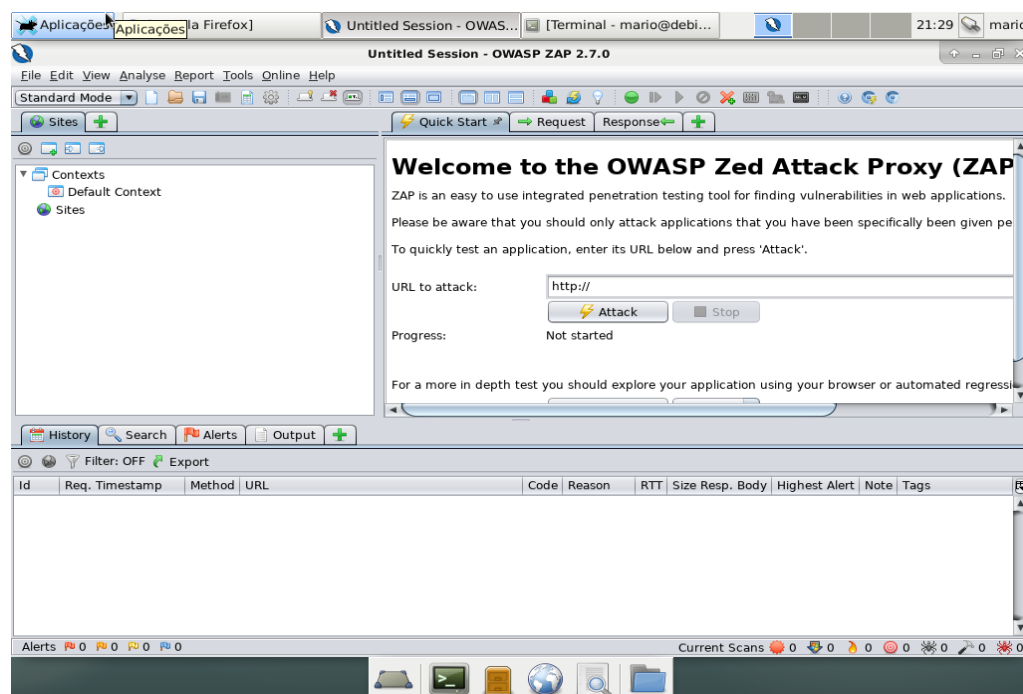 Aplicações
la Firefox]
Untitled Session - OWAS...
[Terminal - mario@debi...
21:29
Aplicações
Untitled Session - OWASP ZAP 2.7.0
File Edit View Analyse Report Tools Online Help
Standard Mode
Sites
Quick Start
Request
Response
Contexts
Default Context
Sites
Welcome to the OWASP Zed Attack Proxy (ZAP
ZAP is an easy to use integrated penetration testing tool for finding vulnerabilities in web applications.
Please be aware that you should only attack applications that you have been specifically been given pe
To quickly test an application, enter its URL below and press 'Attack'.
URL to attack: http://
Attack Stop
Progress: Not started
For a more in depth test you should explore your application using your browser or automated regressi
History Search Alerts Output
Filter: OFF Export
Id Req. Timestamp Method URL Code Reason RTT Size Resp. Body Highest Alert Note Tags
Alerts 0 0 0 0 Current Scans 0 0 0 0 0 0 0